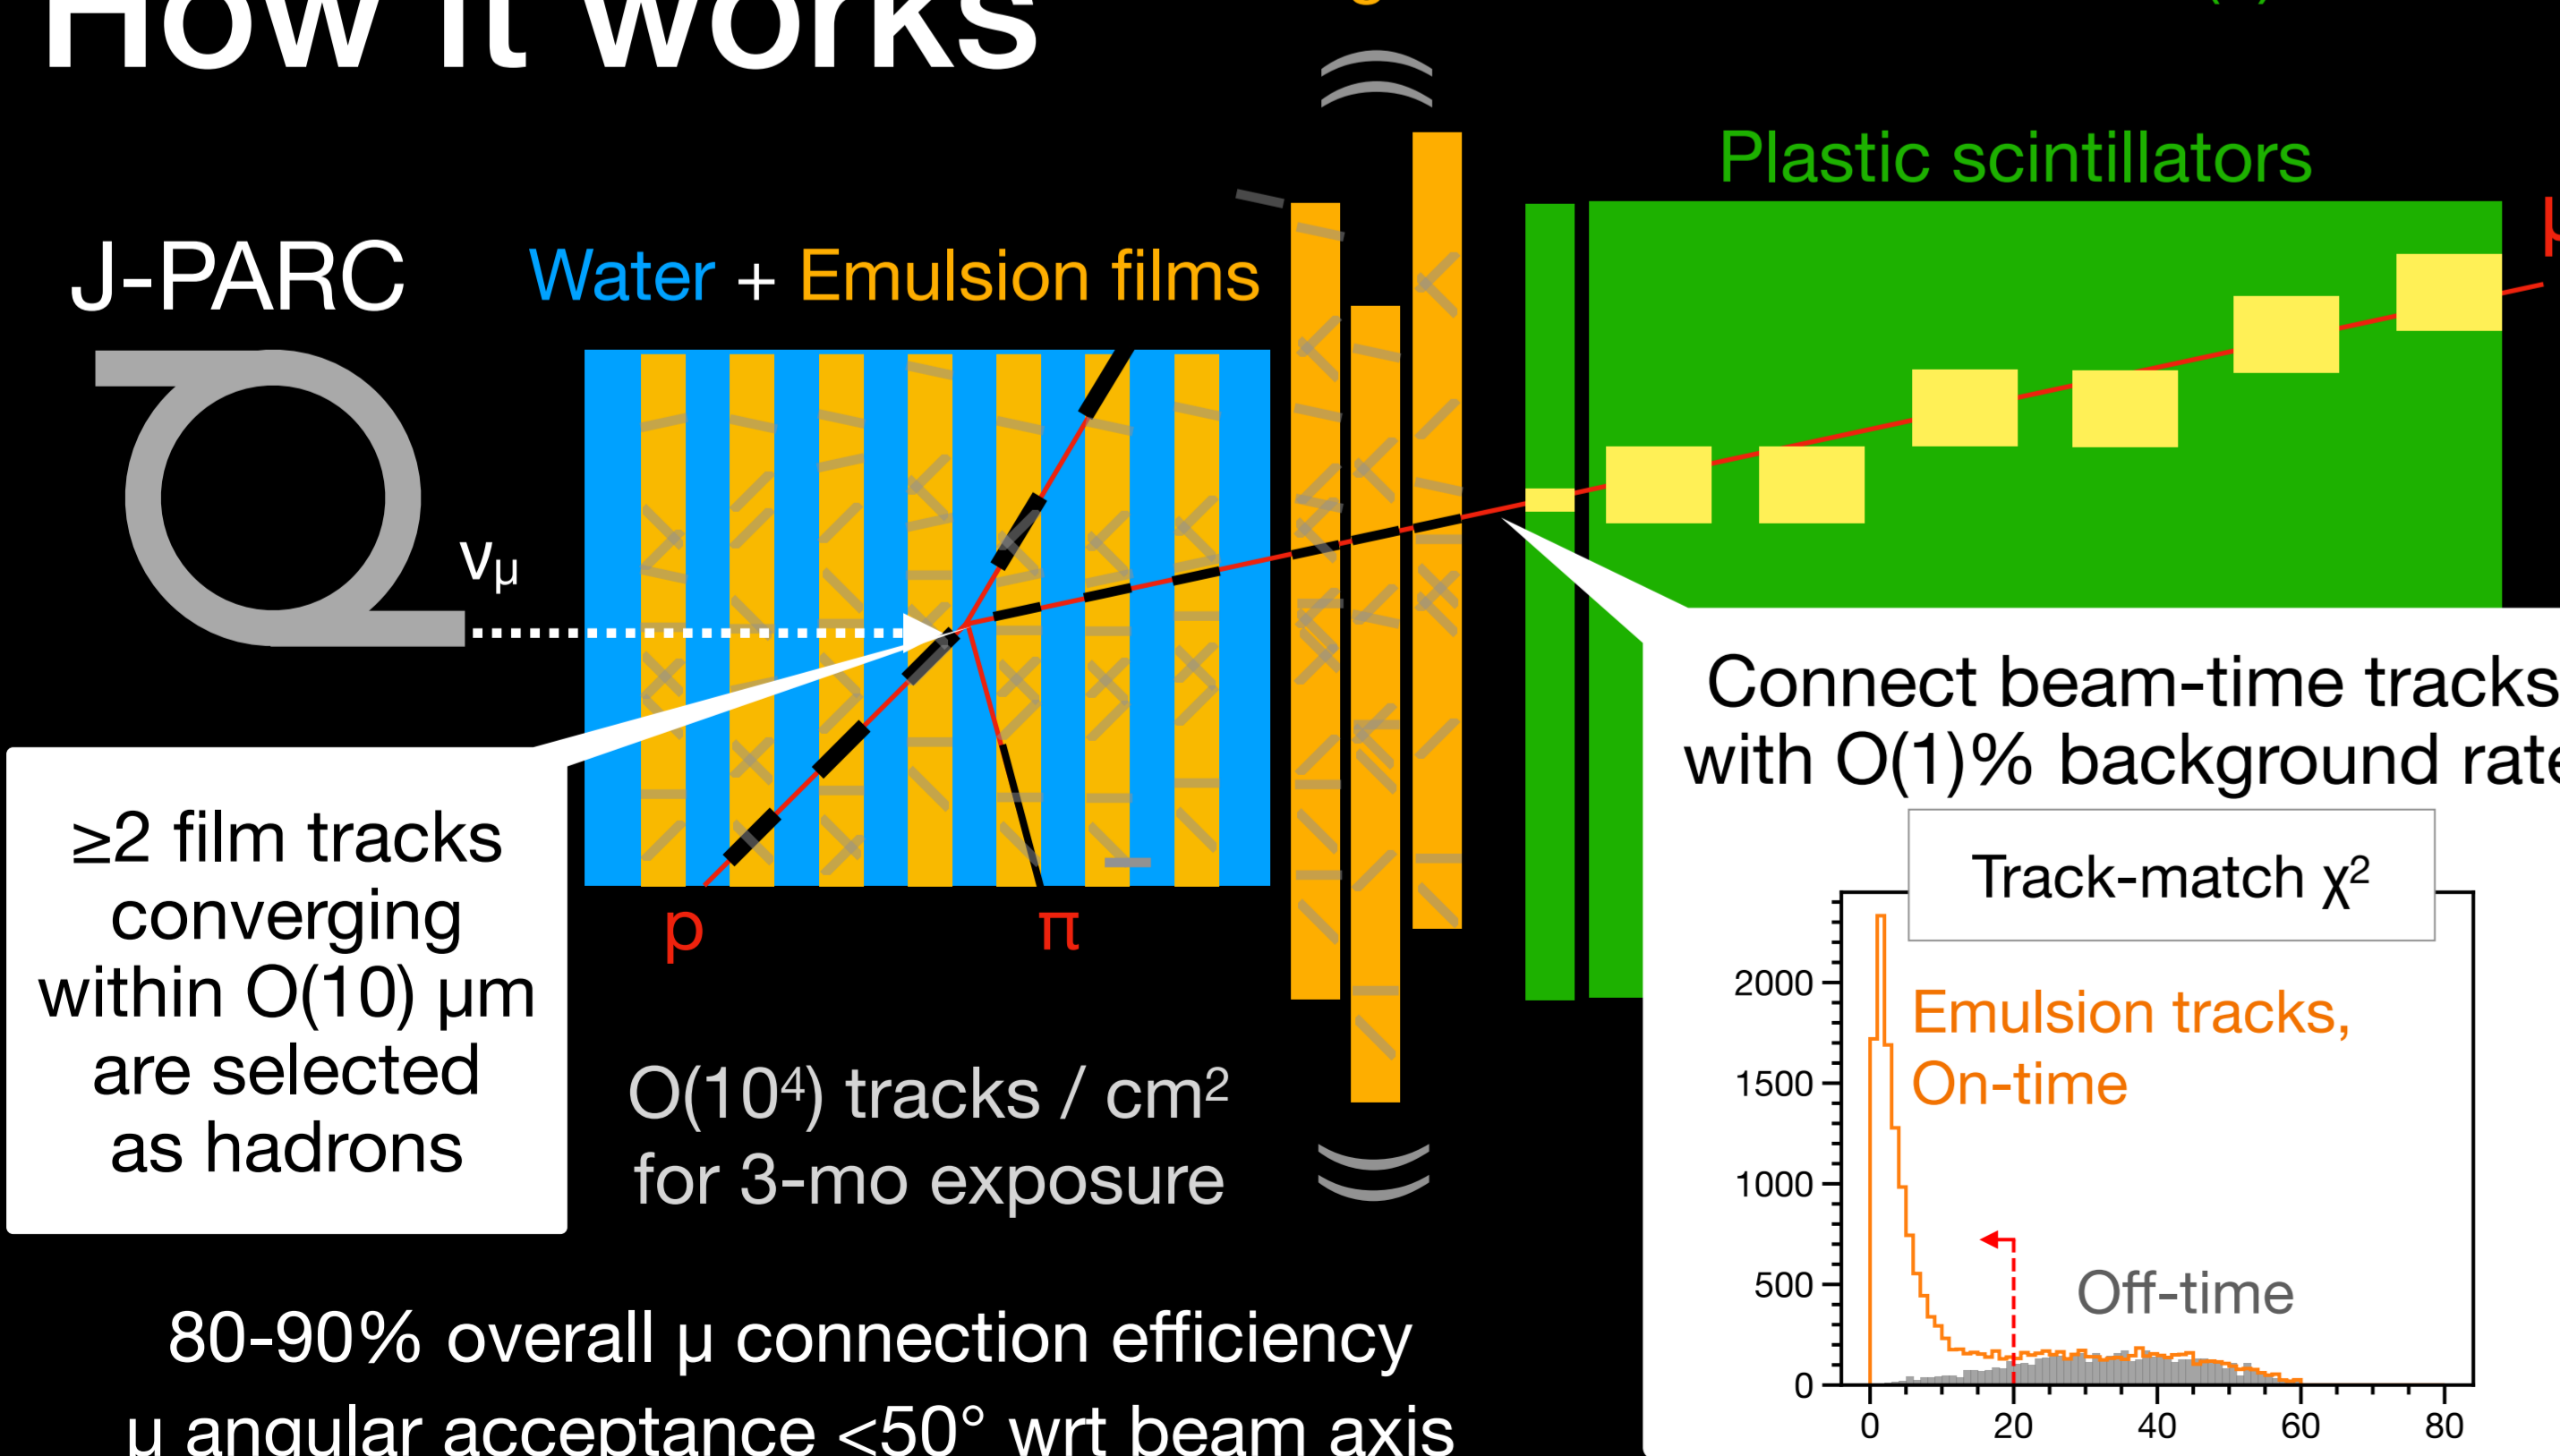 How it works
Plastic scintillators
J-PARC
Water + Emulsion films
νμ
p
π
≥2 film tracks
converging
within O(10) μm
are selected
as hadrons
O(10⁴) tracks / cm²
for 3-mo exposure
80-90% overall μ connection efficiency
μ angular acceptance <50° wrt beam axis
Connect beam-time tracks
with O(1)% background rate
Track-match χ²
Emulsion tracks,
On-time
Off-time
2000
1500
1000
500
0
0 20 40 60 80